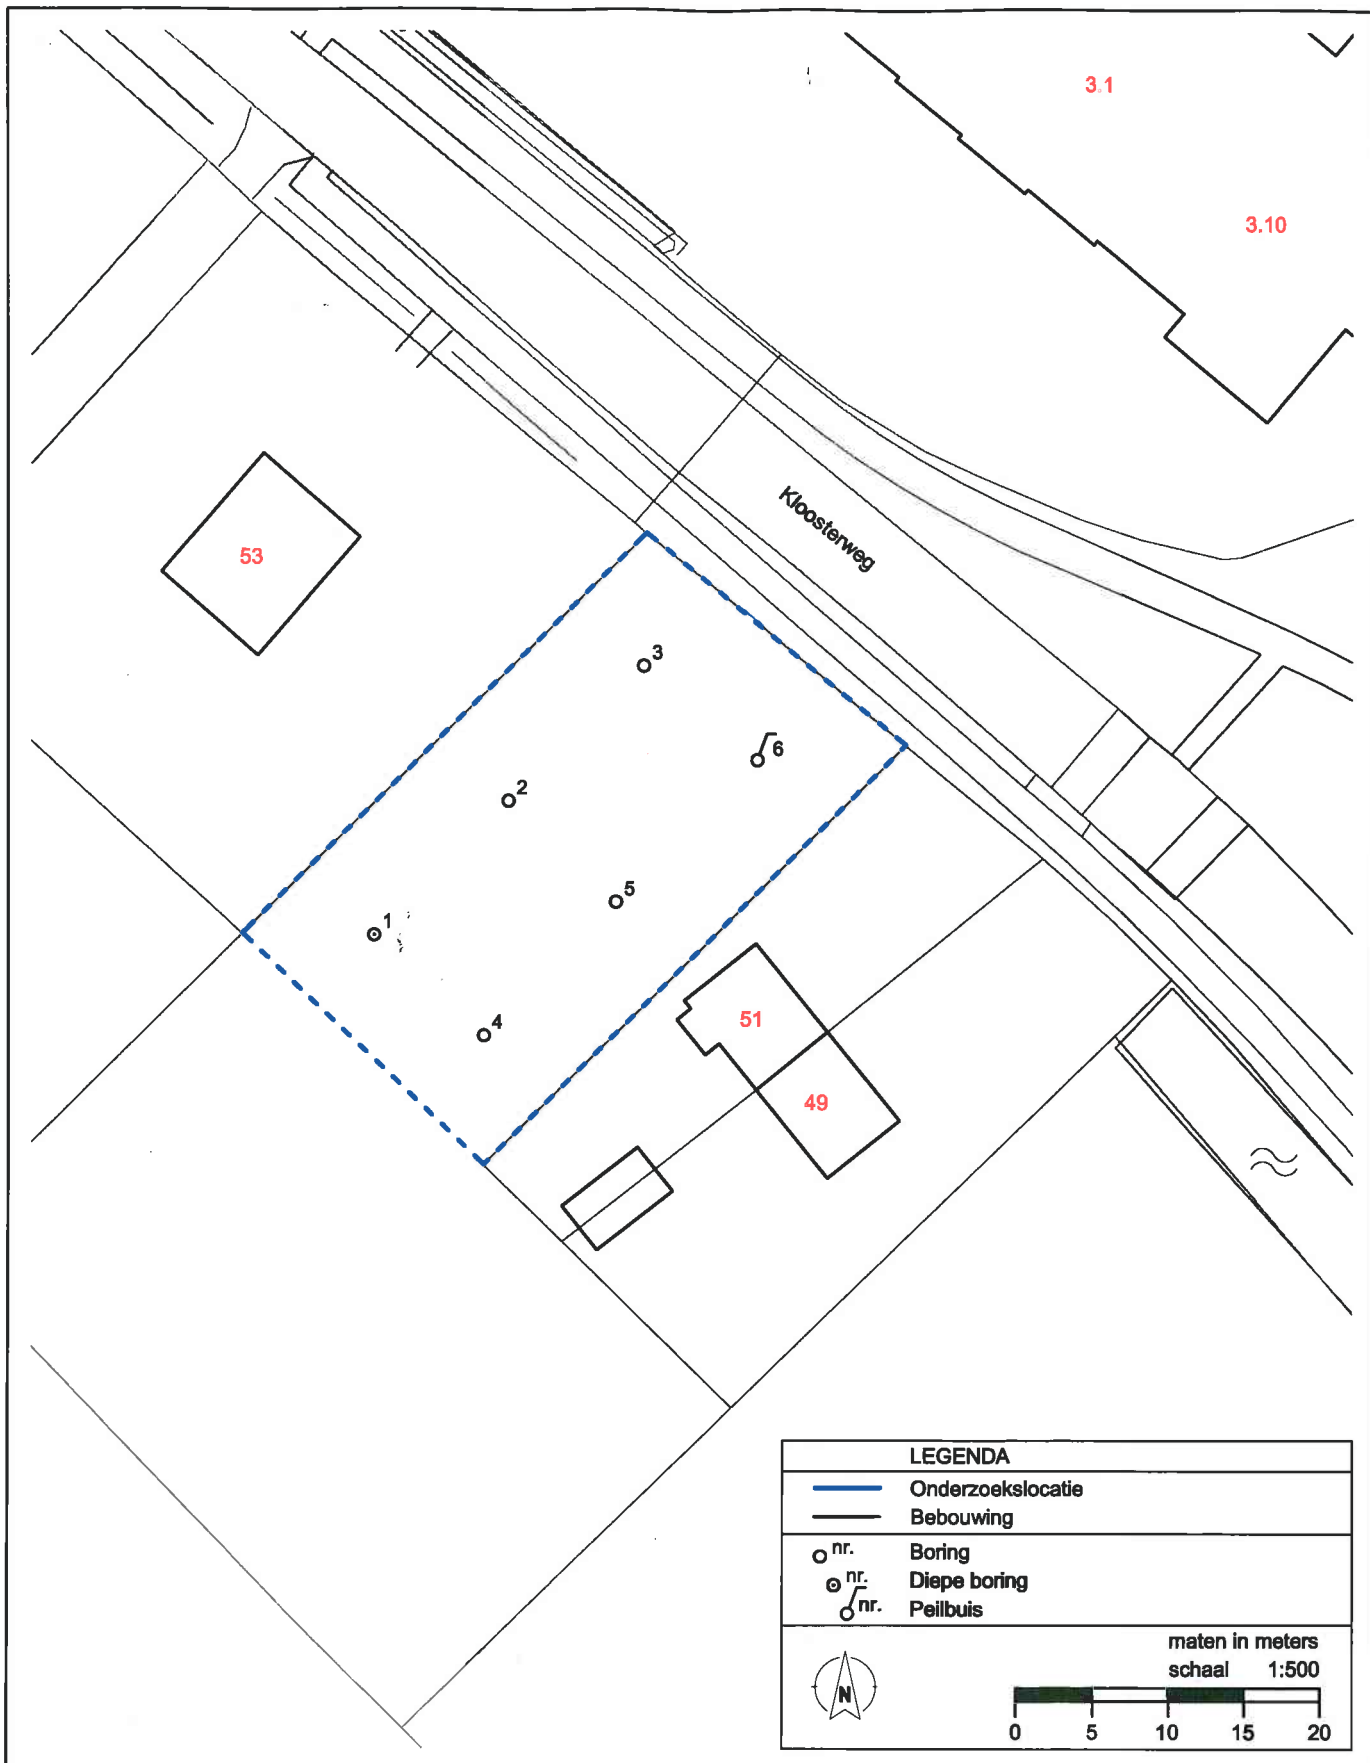 3.1
3.10
Kloosterweg
53
3
6
2
5
1
4
51
49
LEGENDA
Onderzoekslocatie
Bebouwing
nr. Boring
nr. Diepe boring
nr. Peilbuis
maten in meters
schaal 1:500
N
0 5 10 15 20